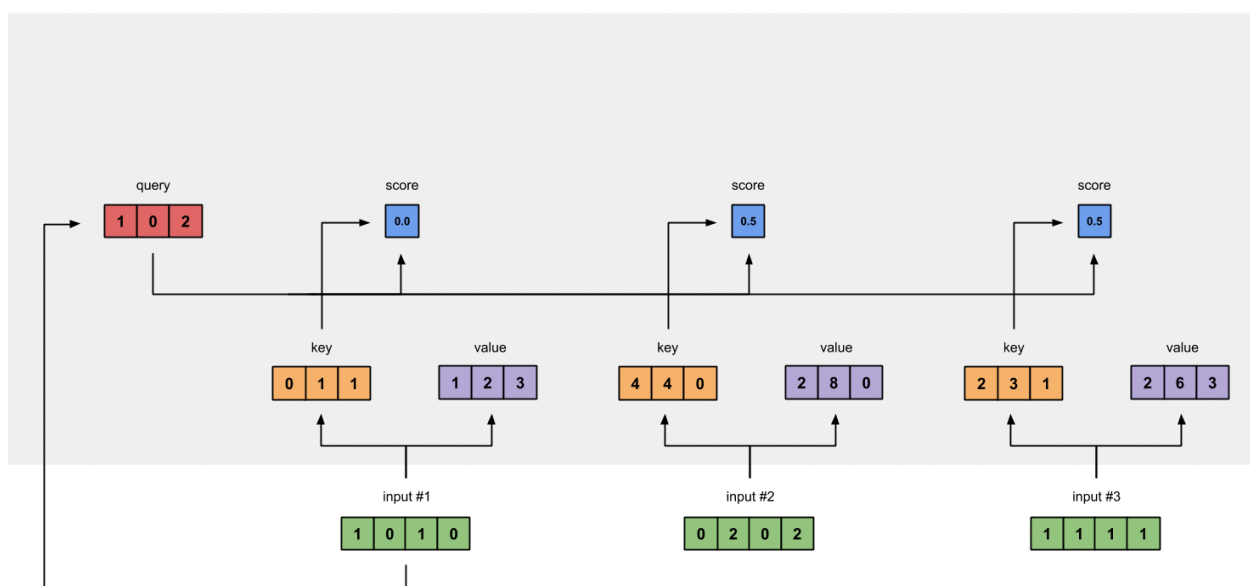 query
score
score
score
1 0 2
0.0
0.5
0.5
key
value
key
value
key
value
0 1 1
1 2 3
4 4 0
2 8 0
2 3 1
2 6 3
input #1
input #2
input #3
1 0 1 0
0 2 0 2
1 1 1 1